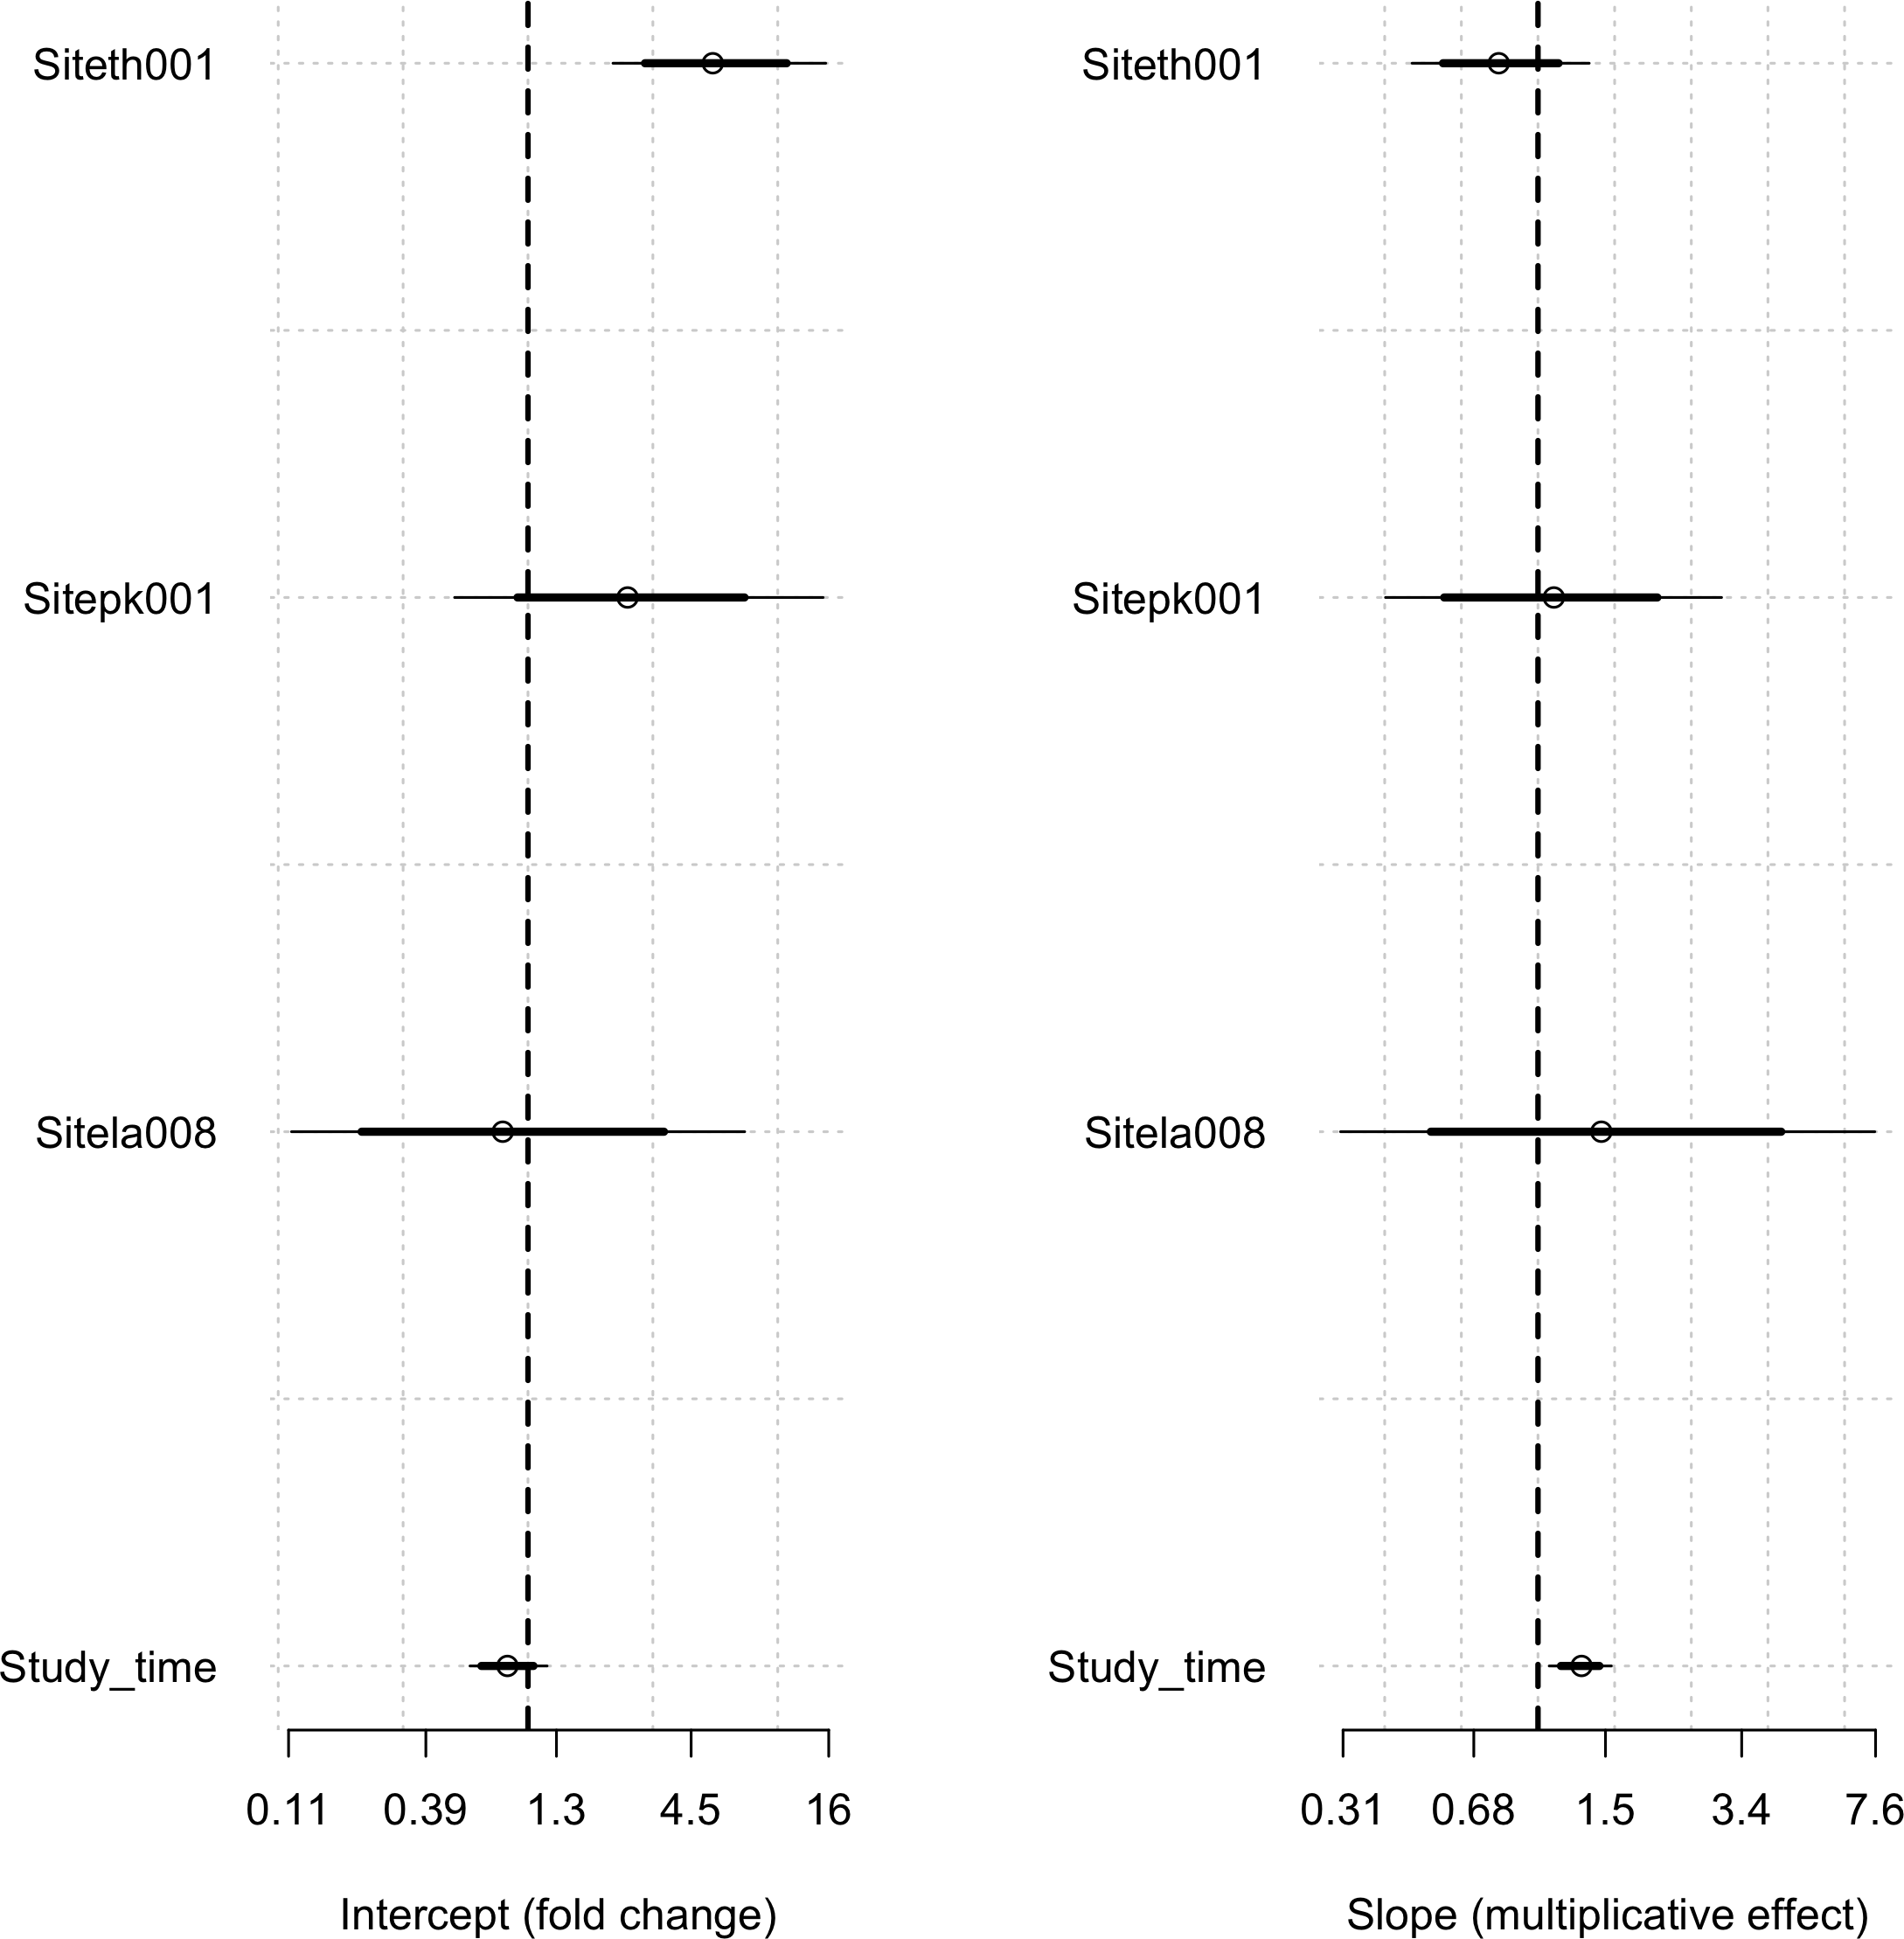 Siteth001
Sitepk001
Sitela008
Study_time
0.11 0.39 1.3 4.5 16
Intercept (fold change)
Siteth001
Sitepk001
Sitela008
Study_time
0.31 0.68 1.5 3.4 7.6
Slope (multiplicative effect)